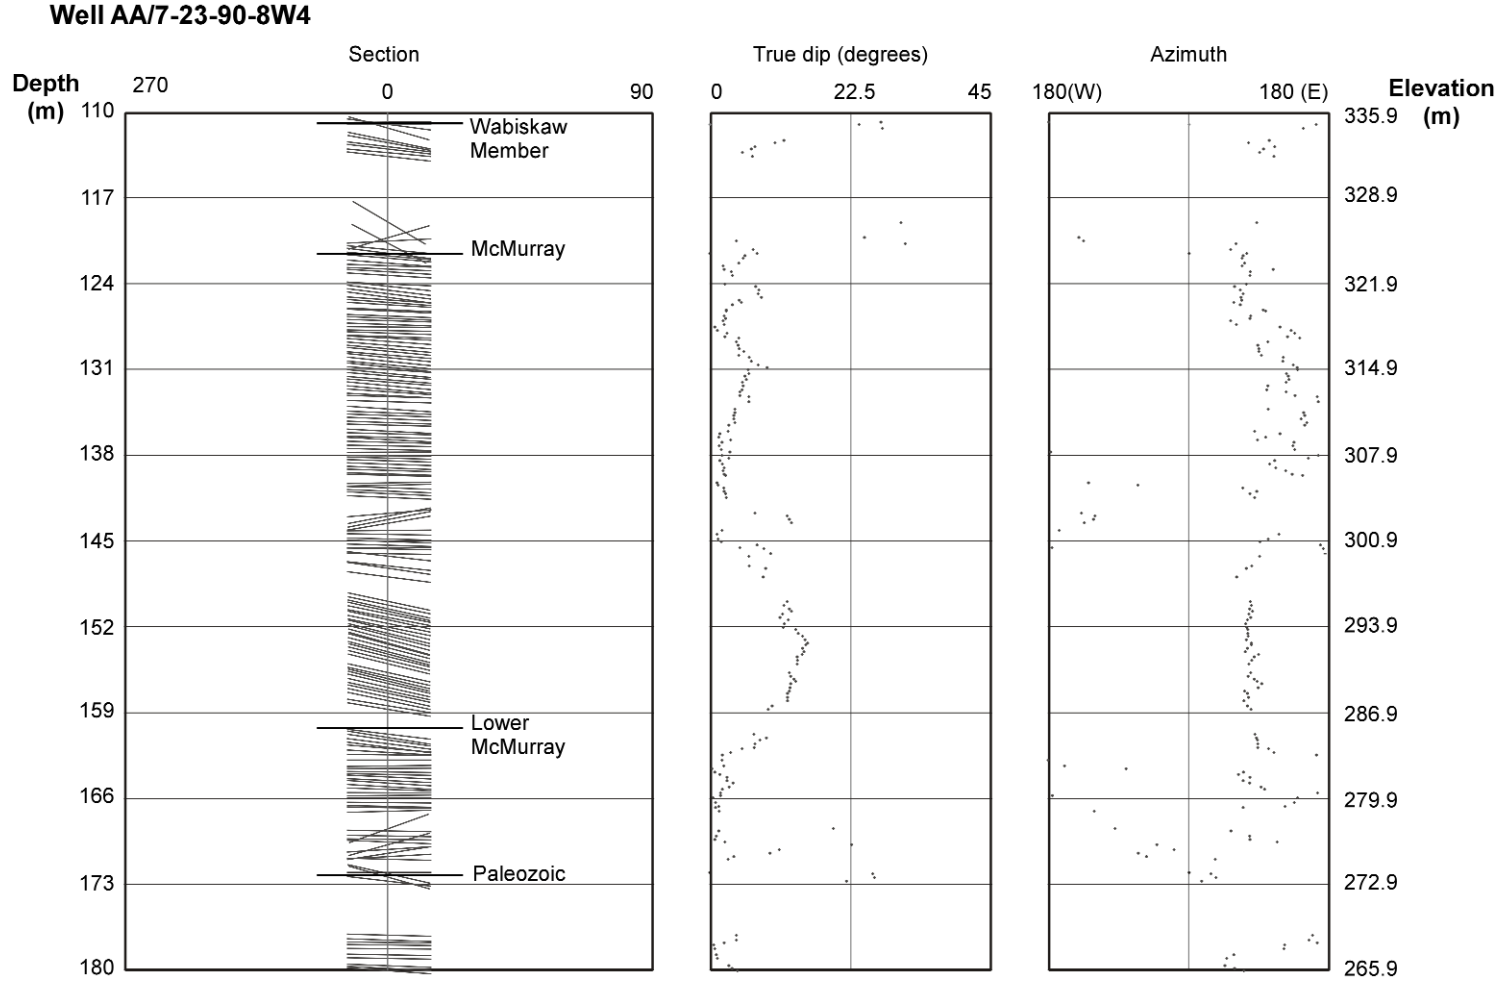 Well AA/7-23-90-8W4
Section
True dip (degrees)
Azimuth
Depth
(m)
270
0
90
0
22.5
45
180(W)
180 (E)
Elevation
(m)
110
335.9
Wabiskaw
Member
117
328.9
McMurray
124
321.9
131
314.9
138
307.9
145
300.9
152
293.9
159
286.9
Lower
McMurray
166
279.9
Paleozoic
173
272.9
180
265.9